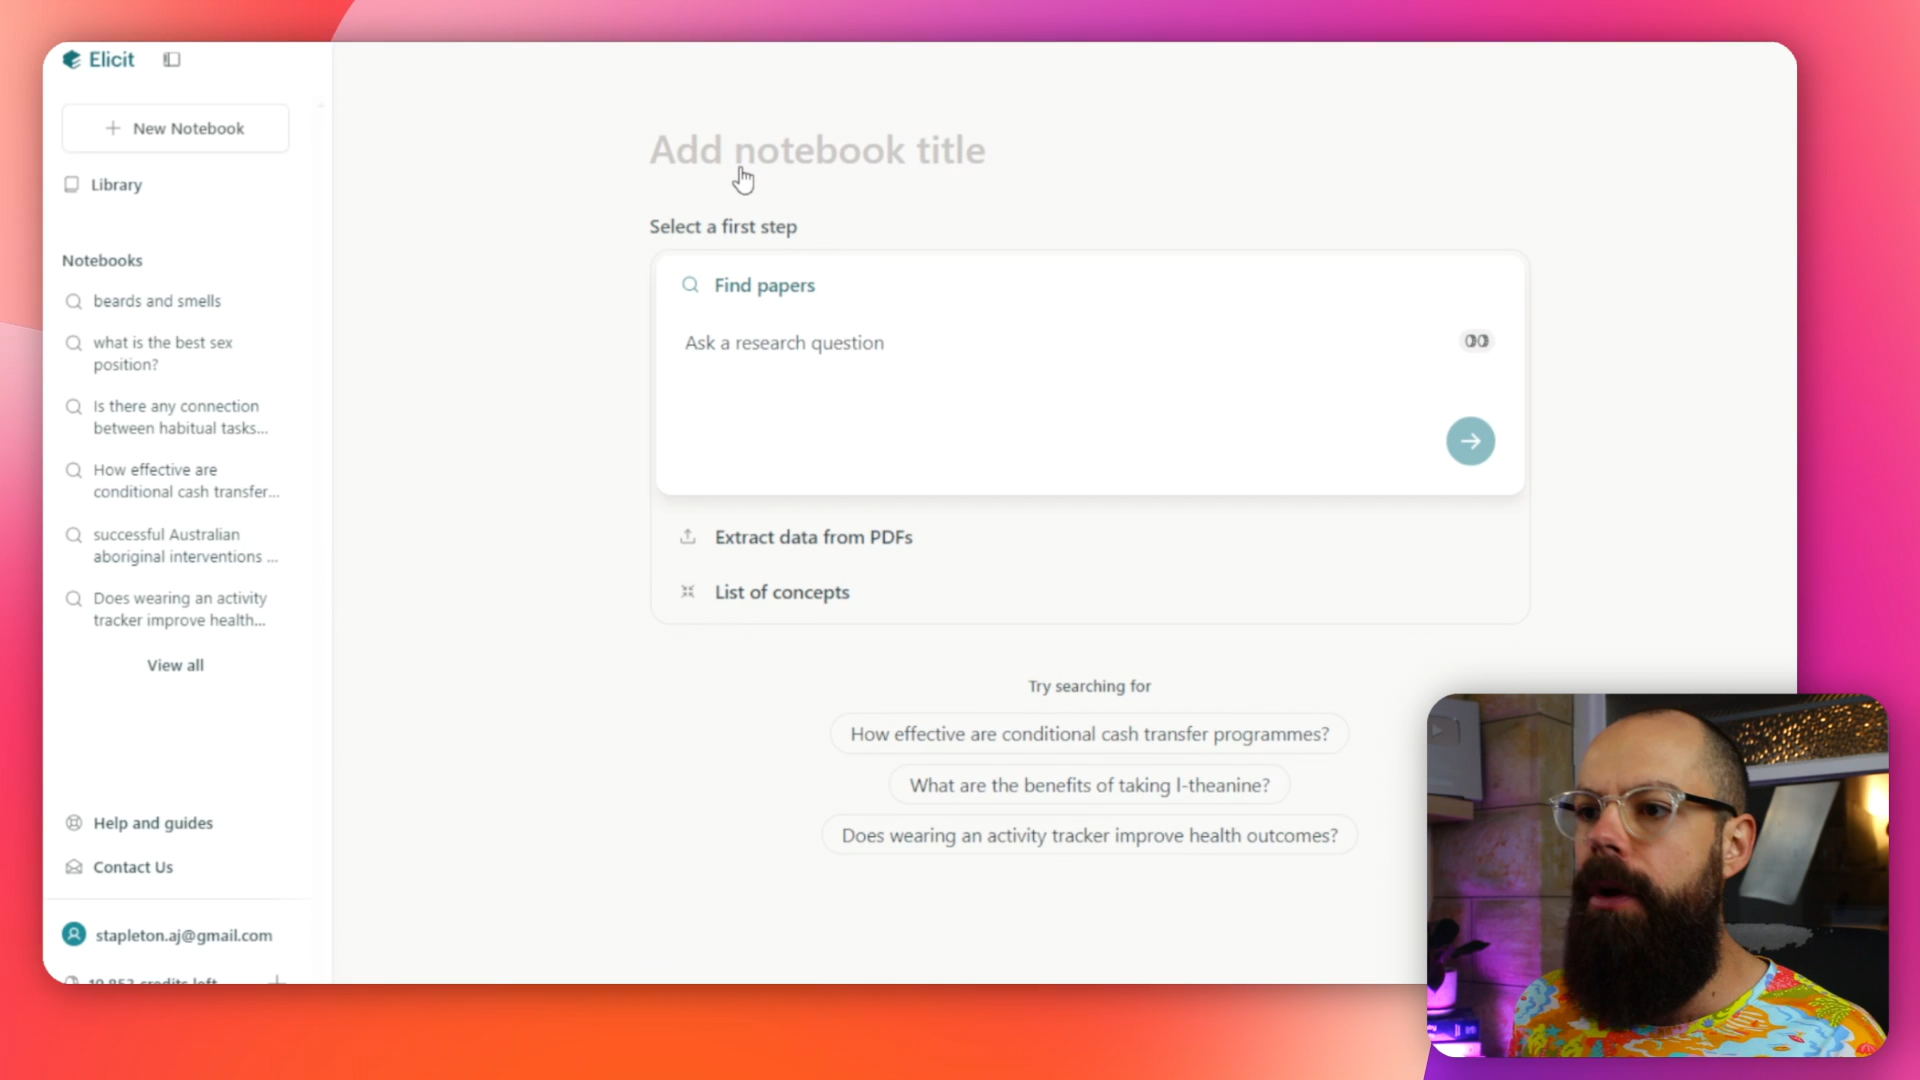 Elicit
New Notebook
Library
Notebooks
beards and smells
what is the best sex
position?
Is there any connection
between habitual tasks...
How effective are
conditional cash transfer...
successful Australian
aboriginal interventions ...
Does wearing an activity
tracker improve health...
View all
Help and guides
Contact Us
stapleton.aj@gmail.com
10,853 credits left
Add notebook title
Select a first step
Find papers
Ask a research question
Extract data from PDFs
List of concepts
Try searching for
How effective are conditional cash transfer programmes?
What are the benefits of taking l-theanine?
Does wearing an activity tracker improve health outcomes?